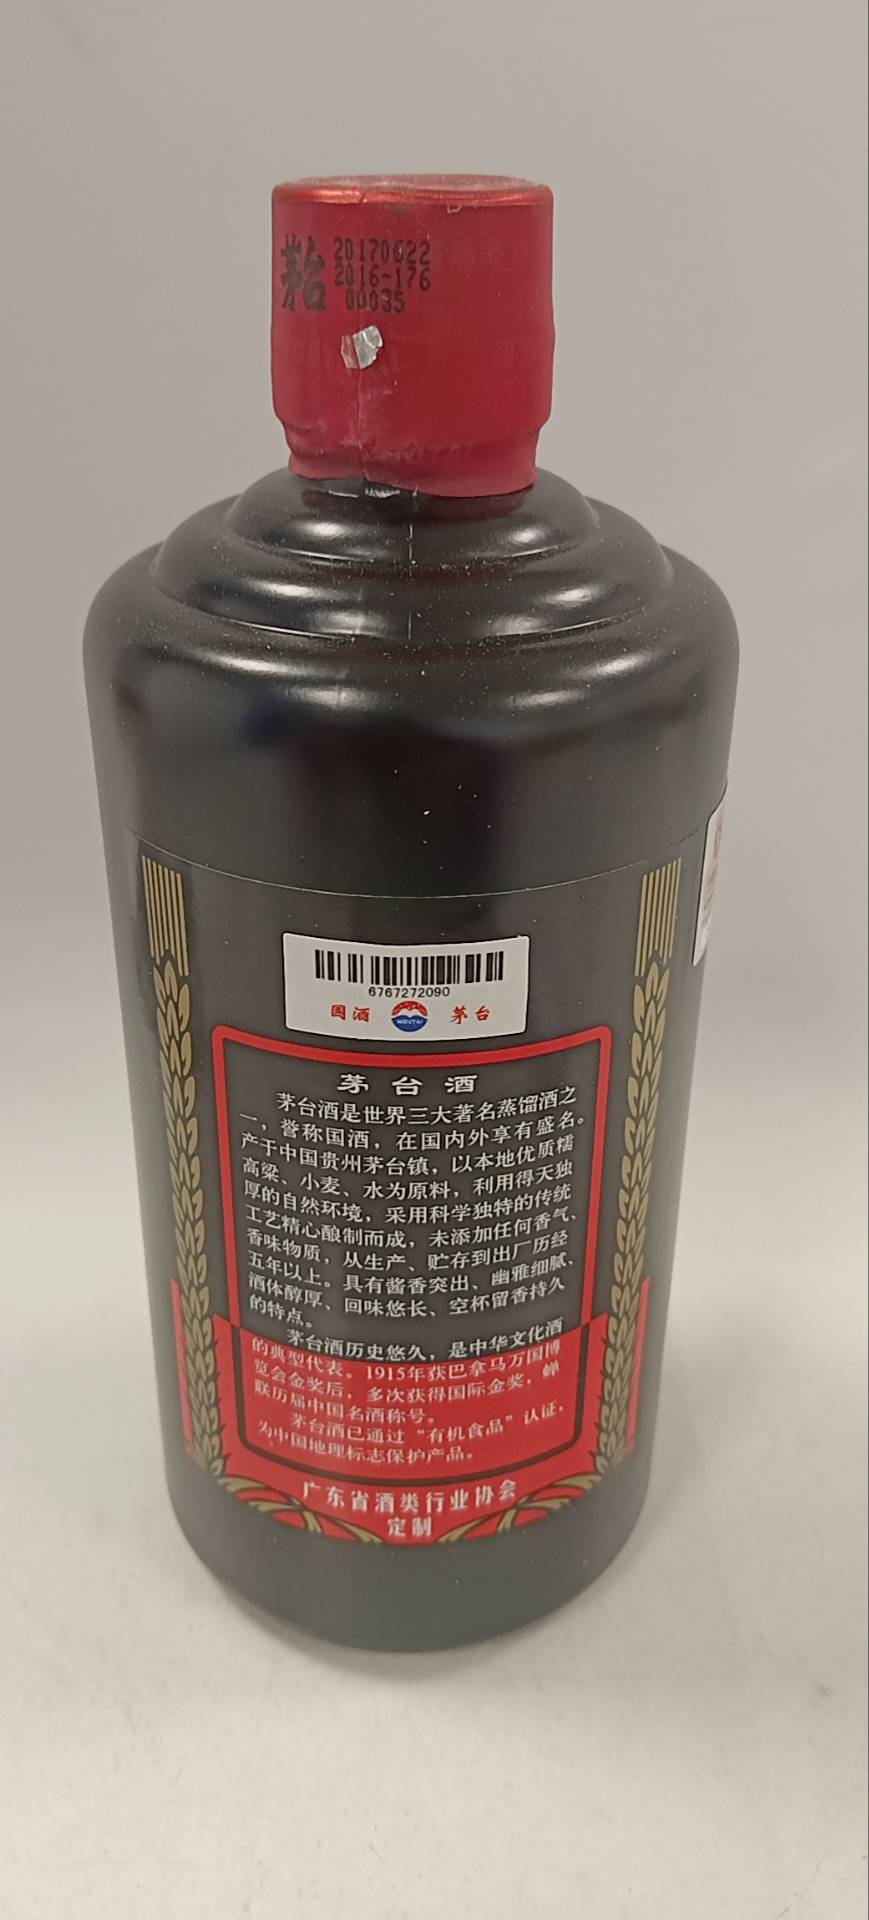 茅台
20170622
2016-176
00035
6767272090
国酒 MOUTAI 茅台
茅台酒
茅台酒是世界三大著名蒸馏酒之
一，誉称国酒，在国内外享有盛名。
产于中国贵州茅台镇，以本地优质糯
高粱、小麦、水为原料，利用得天独
厚的自然环境，采用科学独特的传统
工艺精心酿制而成，未添加任何香气、
香味物质，从生产、贮存到出厂历经
五年以上。具有酱香突出、幽雅细腻、
酒体醇厚、回味悠长、空杯留香持久
的特点。
茅台酒历史悠久，是中华文化酒
的典型代表。1915年获巴拿马万国博
览会金奖后，多次获得国际金奖，蝉
联历届中国名酒称号。
茅台酒已通过“有机食品”认证，
为中国地理标志保护产品。
广东省酒类行业协会
定制